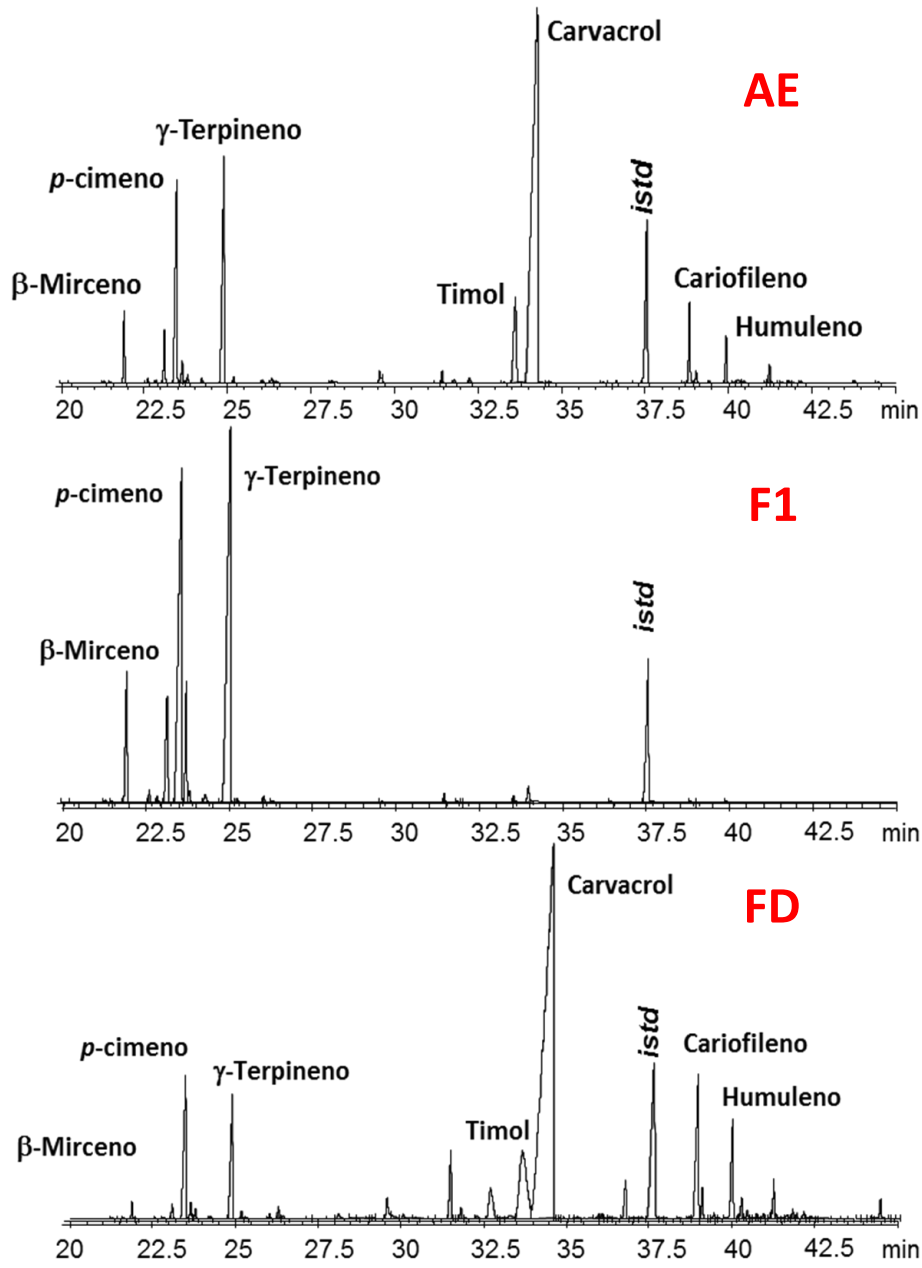 Carvacrol
AE
γ-Terpineno
p-cimeno
istd
β-Mirceno
Timol
Cariofileno
Humuleno
20 22.5 25 27.5 30 32.5 35 37.5 40 42.5 min
p-cimeno
γ-Terpineno
F1
istd
β-Mirceno
20 22.5 25 27.5 30 32.5 35 37.5 40 42.5 min
Carvacrol
FD
istd
p-cimeno
γ-Terpineno
Cariofileno
Humuleno
β-Mirceno
Timol
20 22.5 25 27.5 30 32.5 35 37.5 40 42.5 min